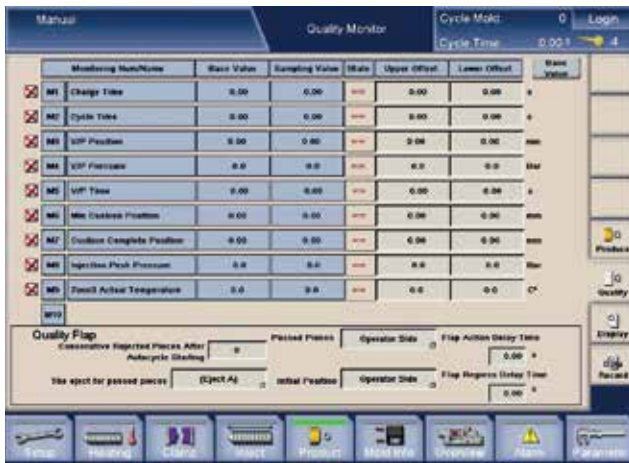 Manual
Quality Monitor
Cycle Mold: 0
Login
Cycle Time: 0.00 s
4
Monitoring Num/Name Base Value Sampling Value State Upper Offset Lower Offset Base Value
M1 Charge Time 0.00 0.00 0.00 0.00 s
M2 Cycle Time 0.00 0.00 0.00 0.00 s
M3 V/P Position 0.00 0.00 0.00 0.00 mm
M4 V/P Pressure 0.0 0.0 0.0 0.0 Bar
M5 V/P Time 0.00 0.00 0.00 0.00 s
M6 Min Cushion Position 0.00 0.00 0.00 0.00 mm
M7 Cushion Complete Position 0.00 0.00 0.00 0.00 mm
M8 Injection Peak Pressure 0.0 0.0 0.0 0.0 Bar
M9 Zone3 Actual Temperature 0.0 0.0 0.0 0.0 C°
M10
Produce
Quality
Display
Record
Quality Flap
Consecutive Rejected Pieces After Autocycle Starting 0
Passed Pieces Operator Side
Flap Action Delay Time 0.00 s
The eject for passed pieces (Eject A)
Initial Position Operator Side
Flap Regress Delay Time 0.00 s
Setup Heating Clamp Inject Product Mold Info Overview Alarm Parameter